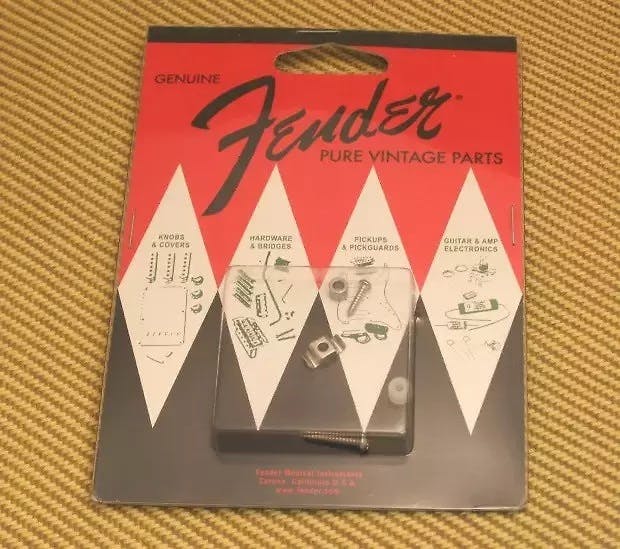 GENUINE
Fender®
PURE VINTAGE PARTS
KNOBS
& COVERS
HARDWARE
& BRIDGES
PICKUPS
& PICKGUARDS
GUITAR & AMP
ELECTRONICS
Fender Musical Instruments
Corona, California U S A
www.fender.com